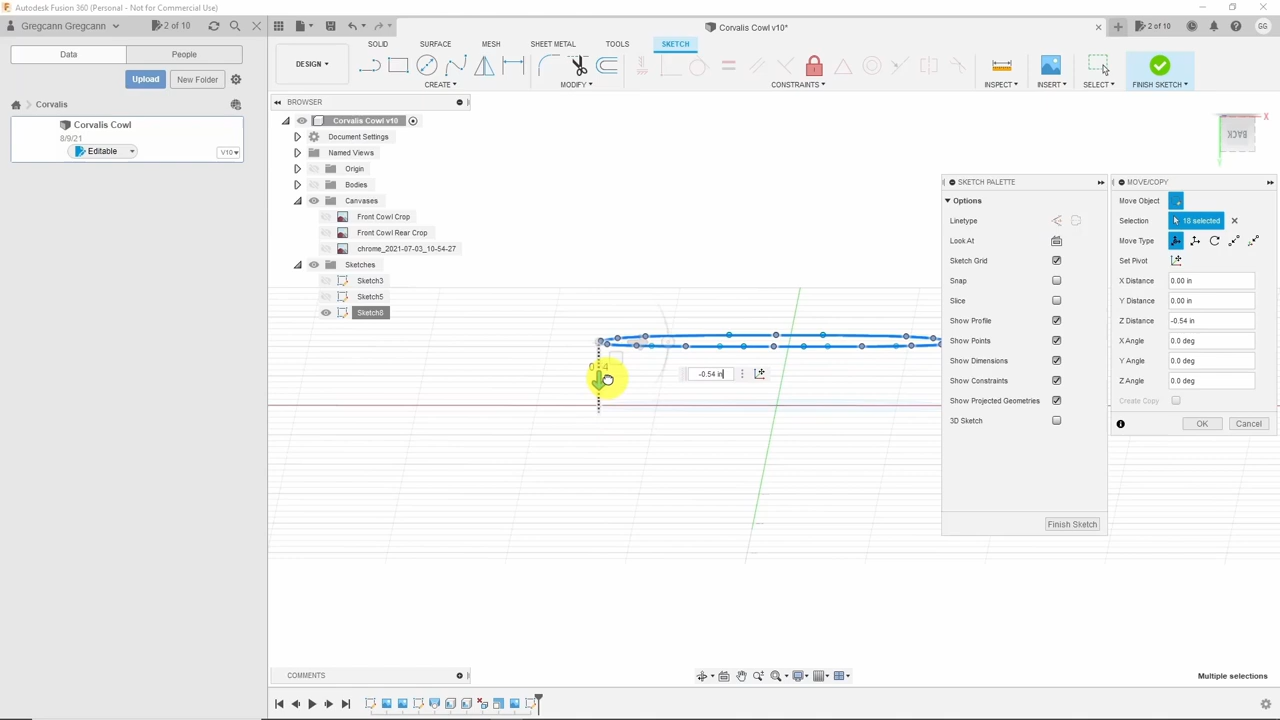 Autodesk Fusion 360 (Personal - Not for Commercial Use)
Gregcann Gregcann
2 of 10
Corvalis Cowl v10*
2 of 10
GG
Data
People
Upload
New Folder
Corvalis
Corvalis Cowl
8/9/21
Editable
V10
SOLID
SURFACE
MESH
SHEET METAL
TOOLS
SKETCH
DESIGN
CREATE
MODIFY
CONSTRAINTS
INSPECT
INSERT
SELECT
FINISH SKETCH
BROWSER
Corvalis Cowl v10
Document Settings
Named Views
Origin
Bodies
Canvases
Front Cowl Crop
Front Cowl Rear Crop
chrome_2021-07-03_10-54-27
Sketches
Sketch3
Sketch5
Sketch8
BACK
X
-0.54 in
SKETCH PALETTE
Options
Linetype
Look At
Sketch Grid
Snap
Slice
Show Profile
Show Points
Show Dimensions
Show Constraints
Show Projected Geometries
3D Sketch
Finish Sketch
MOVE/COPY
Move Object
Selection
18 selected
Move Type
Set Pivot
X Distance
0.00 in
Y Distance
0.00 in
Z Distance
-0.54 in
X Angle
0.0 deg
Y Angle
0.0 deg
Z Angle
0.0 deg
Create Copy
OK
Cancel
COMMENTS
Multiple selections